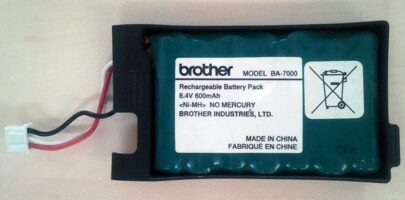 brother MODEL BA-7000
Rechargeable Battery Pack
8.4V 600mAh
<Ni-MH> NO MERCURY
BROTHER INDUSTRIES, LTD.
MADE IN CHINA
FABRIQUÉ EN CHINE